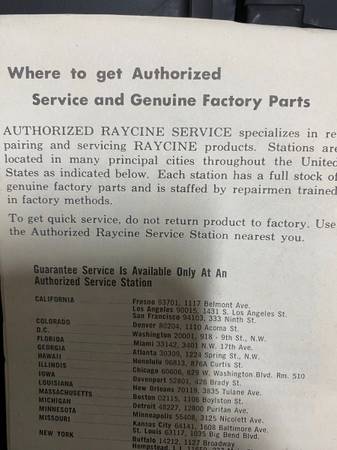 Where to get Authorized
Service and Genuine Factory Parts
AUTHORIZED RAYCINE SERVICE specializes in re
pairing and servicing RAYCINE products. Stations are
located in many principal cities throughout the United
States as indicated below. Each station has a full stock of
genuine factory parts and is staffed by repairmen trained
in factory methods.
To get quick service, do not return product to factory. Use
the Authorized Raycine Service Station nearest you.
Guarantee Service Is Available Only At An
Authorized Service Station
CALIFORNIA Fresno 93701, 1117 Belmont Ave.
Los Angeles 90015, 1431 S. Los Angeles St.
San Francisco 94103, 333 Ninth St.
COLORADO Denver 80204, 1110 Acoma St.
D.C. Washington 20001, 918 - 9th St., N.W.
FLORIDA Miami 33142, 3401 N.W. 17th Ave.
GEORGIA Atlanta 30309, 1224 Spring St., N.W.
HAWAII Honolulu 96813, 876A Curtis St.
ILLINOIS Chicago 60606, 629 W. Washington Blvd. Rm. 510
IOWA Davenport 52801, 426 Brady St.
LOUISIANA New Orleans 70119, 3835 Tulane Ave.
MASSACHUSETTS Boston 02115, 1106 Boylston St.
MICHIGAN Detroit 48227, 12800 Puritan Ave.
MINNESOTA Minneapolis 55408, 3125 Nicollett Ave.
MISSOURI Kansas City 64141, 1608 Baltimore Ave.
St. Louis 63117, 1035 Big Bend Blvd.
NEW YORK Buffalo 14212, 1127 Broadway